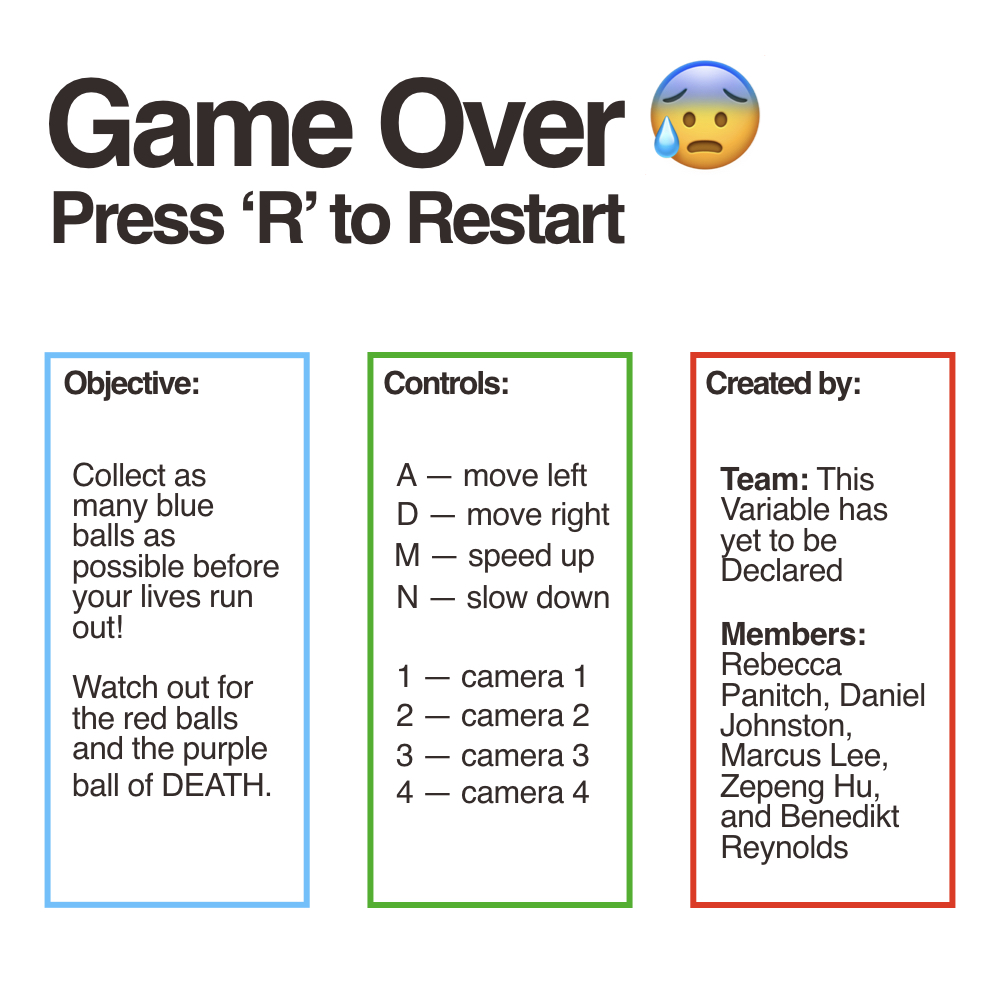 Game Over 😰
Press ‘R’ to Restart
Objective:
Collect as
many blue
balls as
possible before
your lives run
out!
Watch out for
the red balls
and the purple
ball of DEATH.
Controls:
A — move left
D — move right
M — speed up
N — slow down
1 — camera 1
2 — camera 2
3 — camera 3
4 — camera 4
Created by:
Team: This
Variable has
yet to be
Declared
Members:
Rebecca
Panitch, Daniel
Johnston,
Marcus Lee,
Zepeng Hu,
and Benedikt
Reynolds